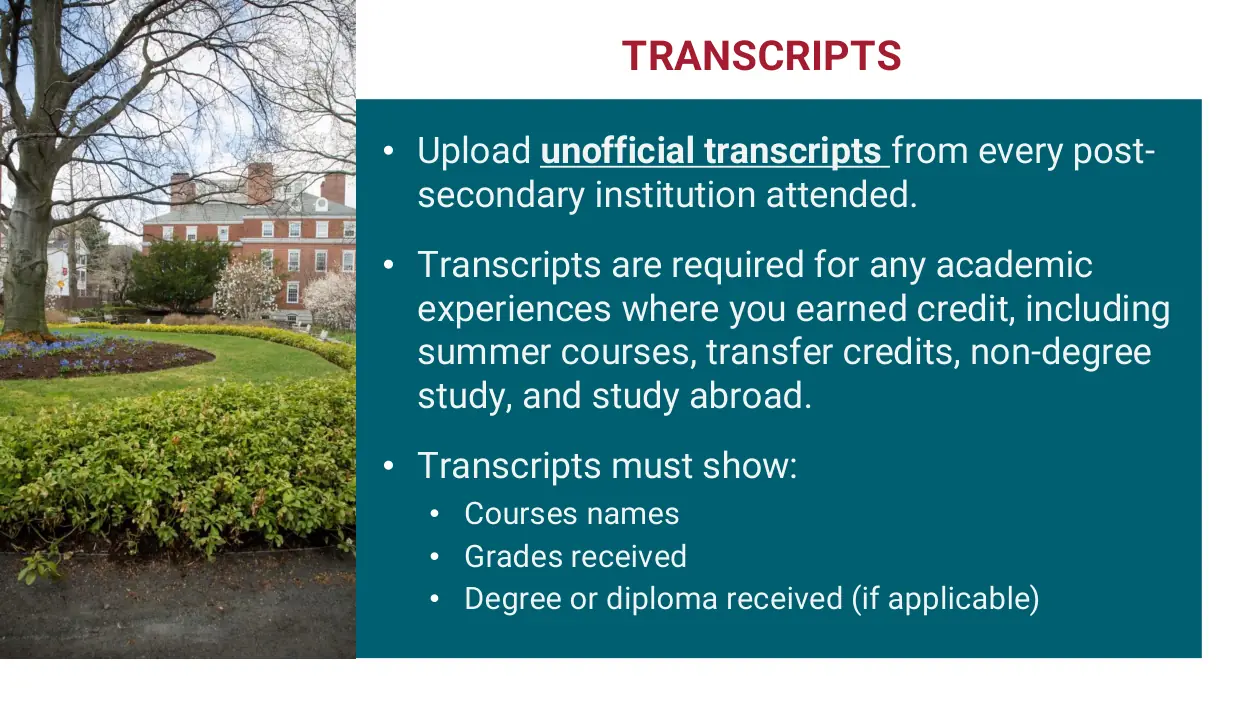 TRANSCRIPTS
• Upload unofficial transcripts from every post-
secondary institution attended.
• Transcripts are required for any academic
experiences where you earned credit, including
summer courses, transfer credits, non-degree
study, and study abroad.
• Transcripts must show:
• Courses names
• Grades received
• Degree or diploma received (if applicable)